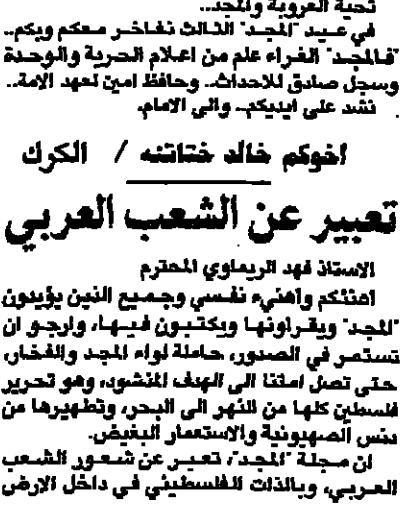 تحية العروبة والمجد..
في عيد "المجد" الثالث نفاخر معكم وبكم..
"فالمجد" الغراء علم من اعلام الحرية والوحدة
وسجل صادق للاحداث.. وحافظ امين لعهد الامة..
نشد على ايديكم.. والى الامام.
اخوكم خالد ختاتنه / الكرك
تعبير عن الشعب العربي
الاستاذ فهد الريماوي المحترم
اهنئكم واهنيء نفسي وجميع الذين يؤيدون
"المجد" ويقراونها ويكتبون فيها، وارجو ان
تستمر في الصدور، حاملة لواء المجد والفخار،
حتى تصل امتنا الى الهدف المنشود، وهو تحرير
فلسطين كلها من النهر الى البحر، وتطهيرها من
دنس الصهيونية والاستعمار البغيض.
ان مجلة "المجد"، تعبر عن شعور الشعب
العربي، وبالذات الفلسطيني في داخل الارض